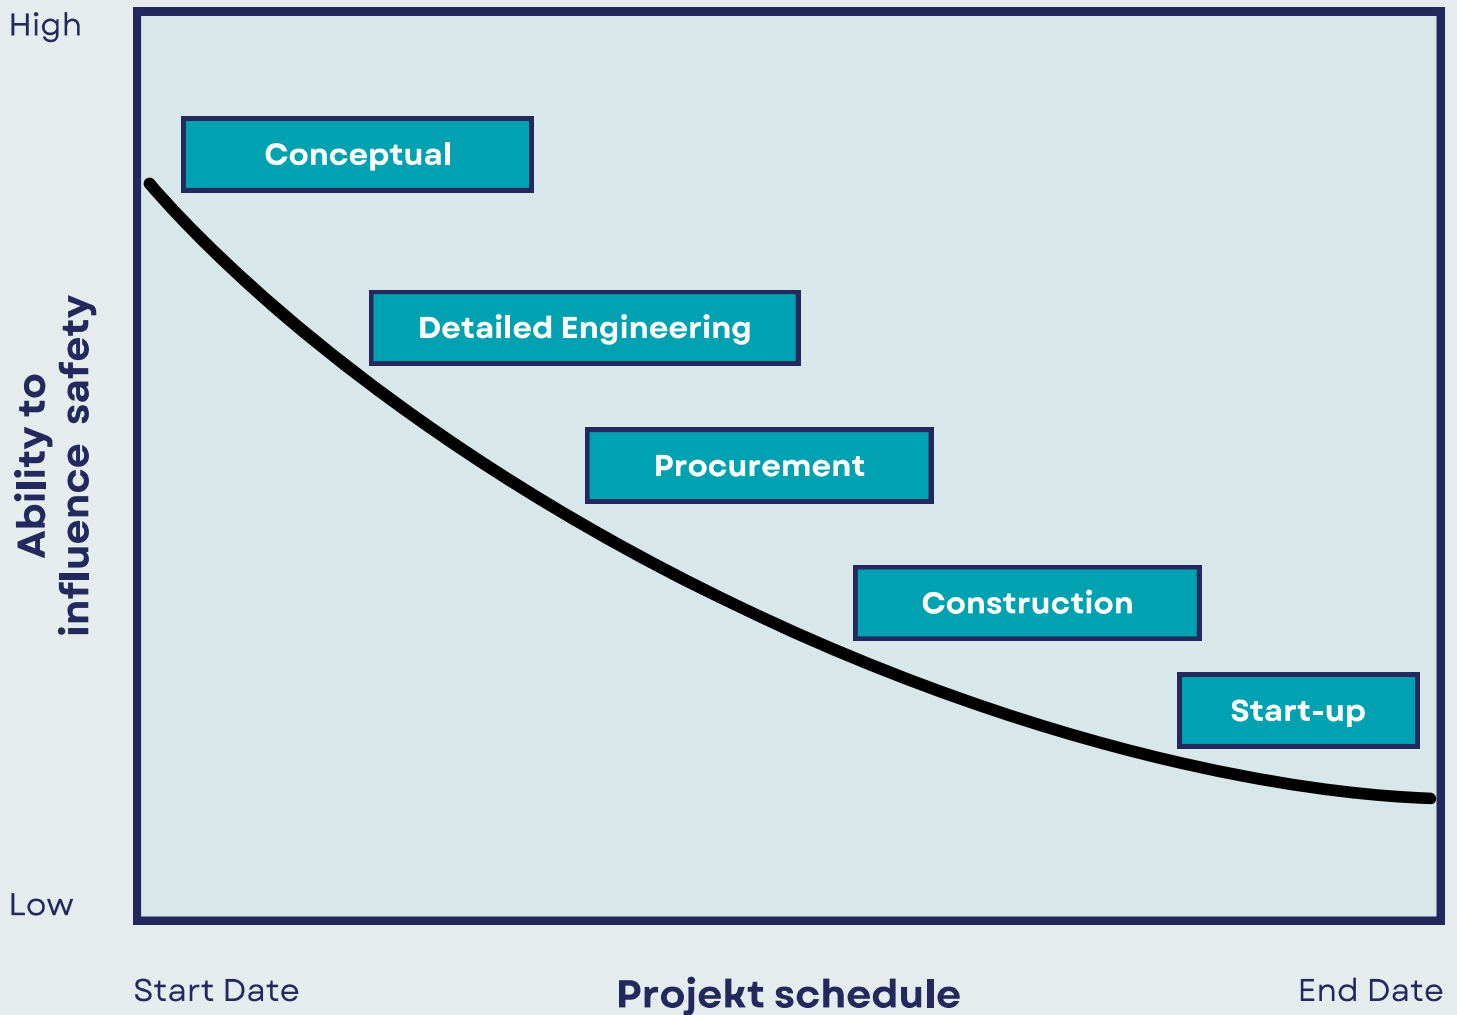 High
Conceptual
Detailed Engineering
Ability to
influence safety
Procurement
Construction
Start-up
Low
Start Date
Projekt schedule
End Date